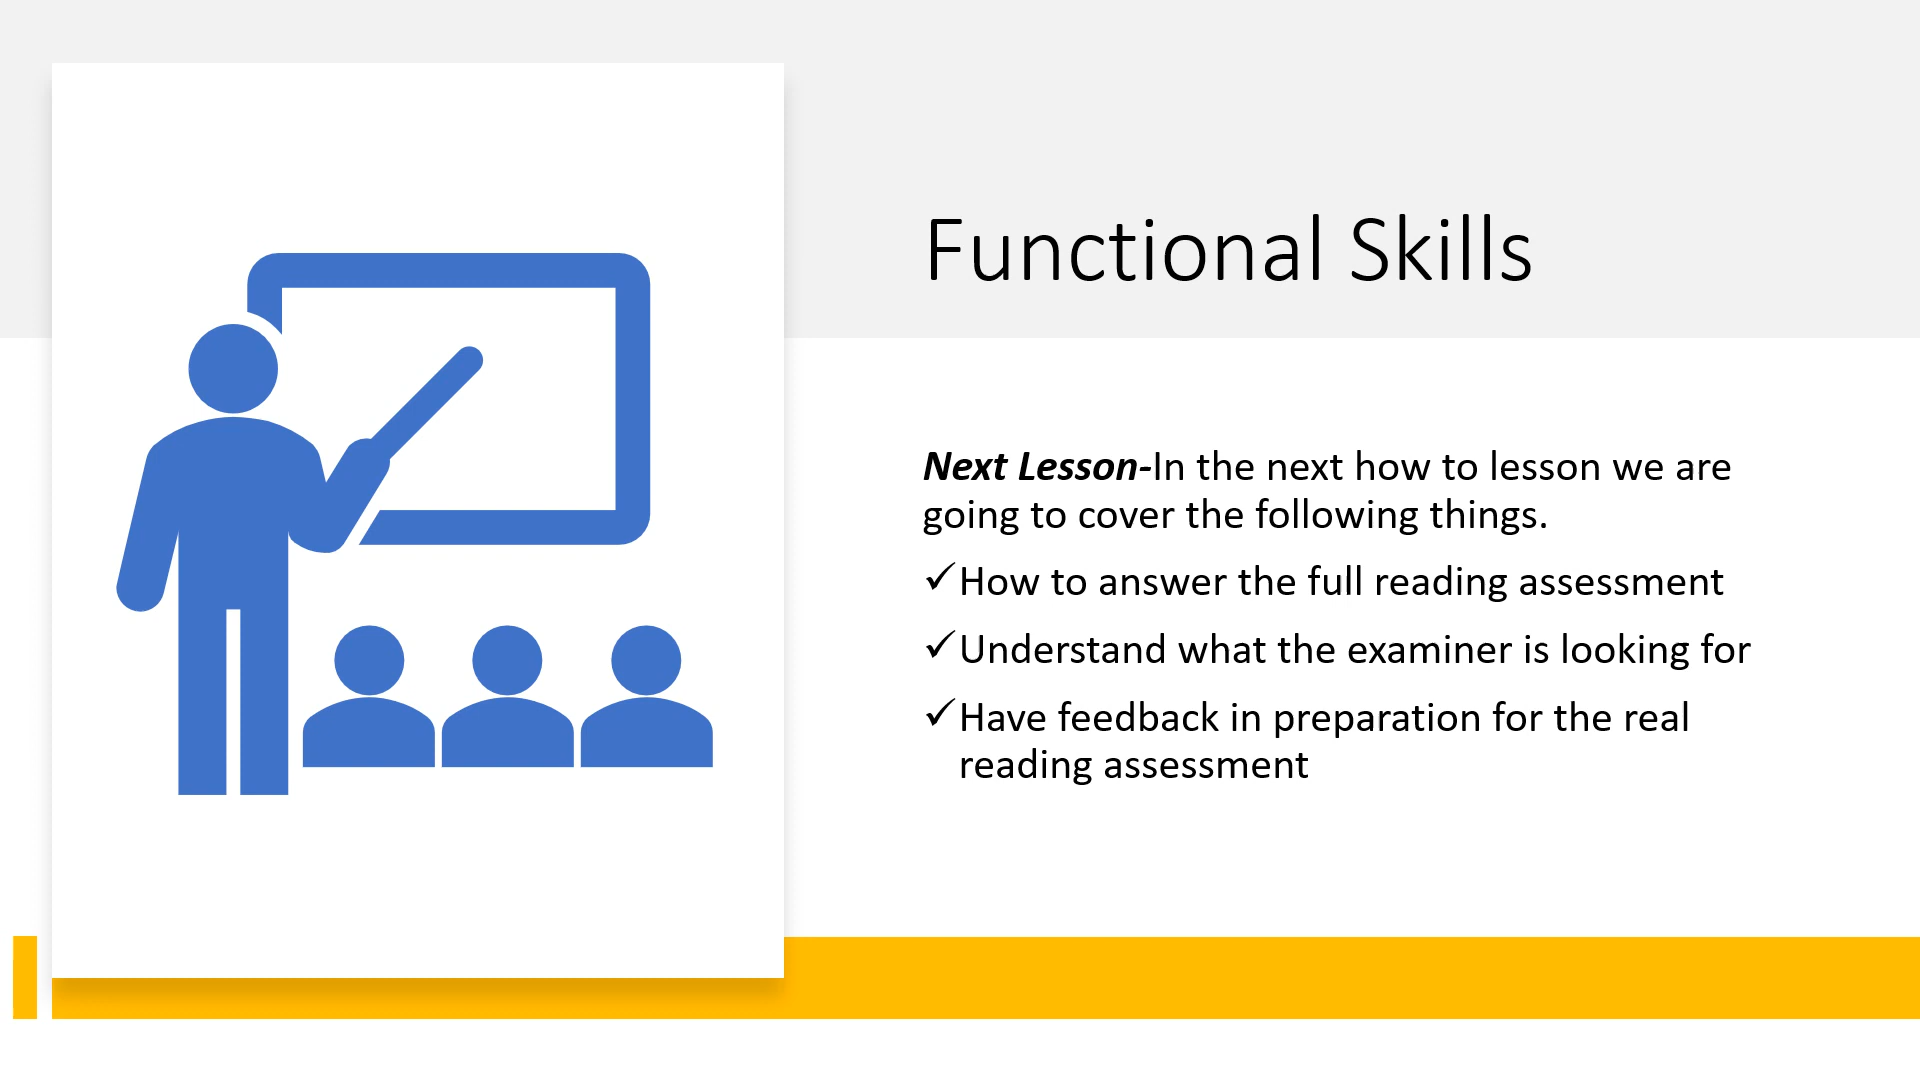 Functional Skills
Next Lesson-In the next how to lesson we are
going to cover the following things.
✓How to answer the full reading assessment
✓Understand what the examiner is looking for
✓Have feedback in preparation for the real
reading assessment